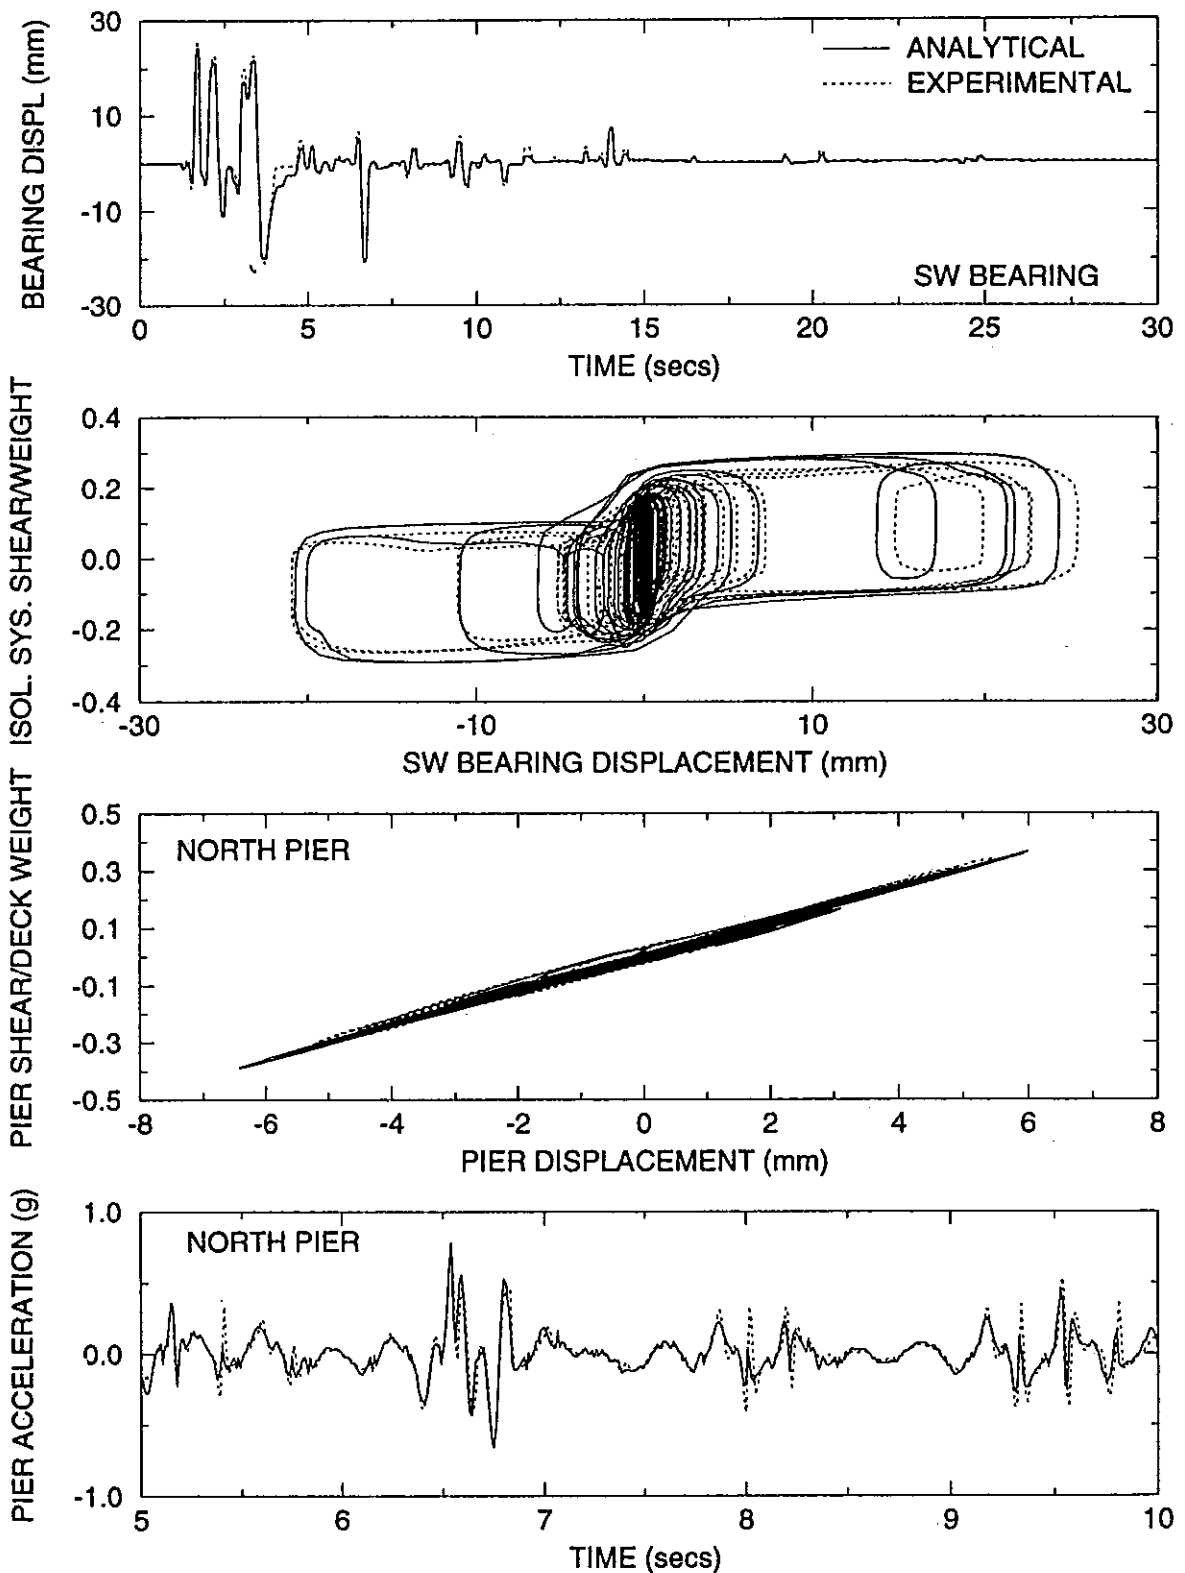 BEARING DISPL (mm)
30
10
-10
-30
ANALYTICAL
EXPERIMENTAL
SW BEARING
0 5 10 15 20 25 30
TIME (secs)
ISOL. SYS. SHEAR/WEIGHT
0.4
0.2
0.0
-0.2
-0.4
-30 -10 10 30
SW BEARING DISPLACEMENT (mm)
PIER SHEAR/DECK WEIGHT
0.5
0.3
0.1
-0.1
-0.3
-0.5
NORTH PIER
-8 -6 -4 -2 0 2 4 6 8
PIER DISPLACEMENT (mm)
PIER ACCELERATION (g)
1.0
0.0
-1.0
NORTH PIER
5 6 7 8 9 10
TIME (secs)